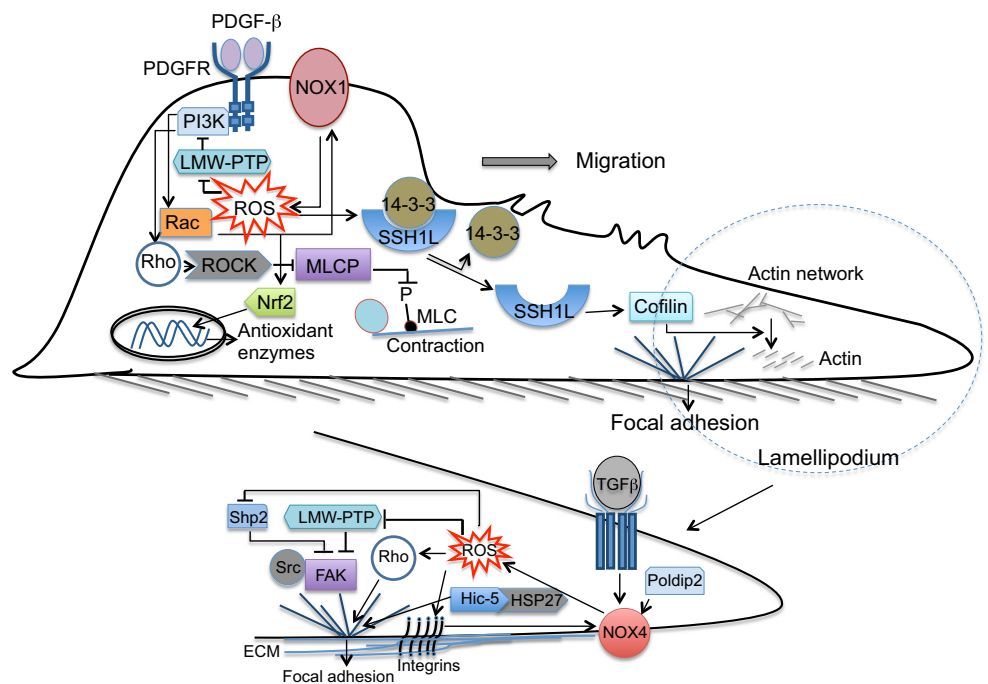 PDGF-β
PDGFR
NOX1
PI3K
LMW-PTP
Migration
ROS
14-3-3
Rac
SSH1L
14-3-3
Rho
ROCK
MLCP
Actin network
Nrf2
P
SSH1L
Cofilin
MLC
Antioxidant
enzymes
Contraction
Actin
Focal adhesion
Lamellipodium
TGFβ
Shp2
LMW-PTP
Rho
ROS
Src
FAK
Poldip2
Hic-5
HSP27
NOX4
ECM
Integrins
Focal adhesion